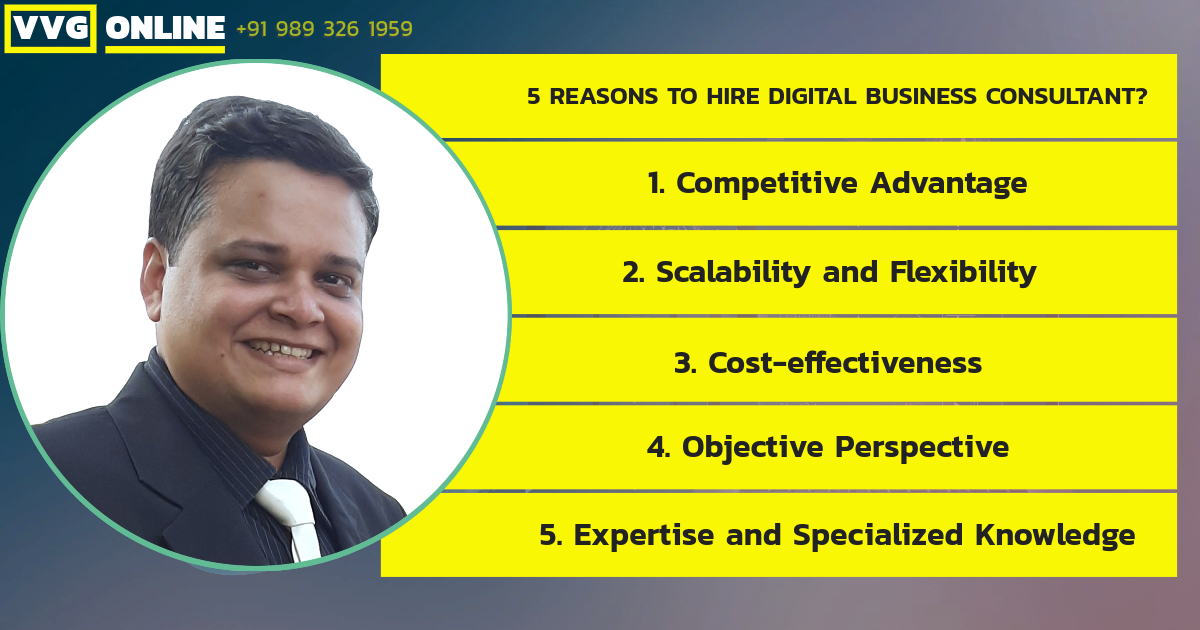 VVG ONLINE +91 989 326 1959
5 REASONS TO HIRE DIGITAL BUSINESS CONSULTANT?
1. Competitive Advantage
2. Scalability and Flexibility
3. Cost-effectiveness
4. Objective Perspective
5. Expertise and Specialized Knowledge